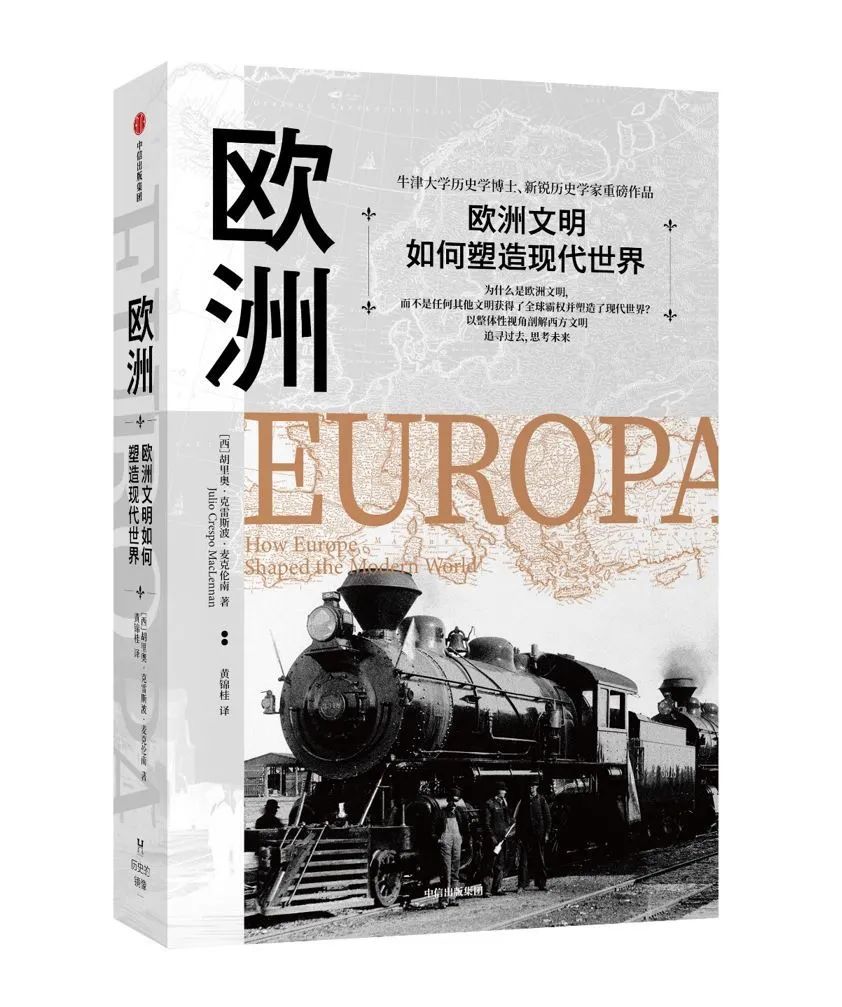 中信出版集团
欧洲
欧洲文明如何
塑造现代世界
[西]胡里奥·克雷斯波·麦克伦南 著
黄锦桂 译
历史的
镜像
EUROPA
欧洲
牛津大学历史学博士、新锐历史学家重磅作品
欧洲文明
如何塑造现代世界
为什么是欧洲文明,
而不是任何其他文明获得了全球霸权并塑造了现代世界?
以整体性视角剖解西方文明
追寻过去, 思考未来
EUROPA
How Europe
Shaped the Modern World
[西]胡里奥·克雷斯波·麦克伦南 著
Julio Crespo MacLennan
黄锦桂 译
中信出版集团